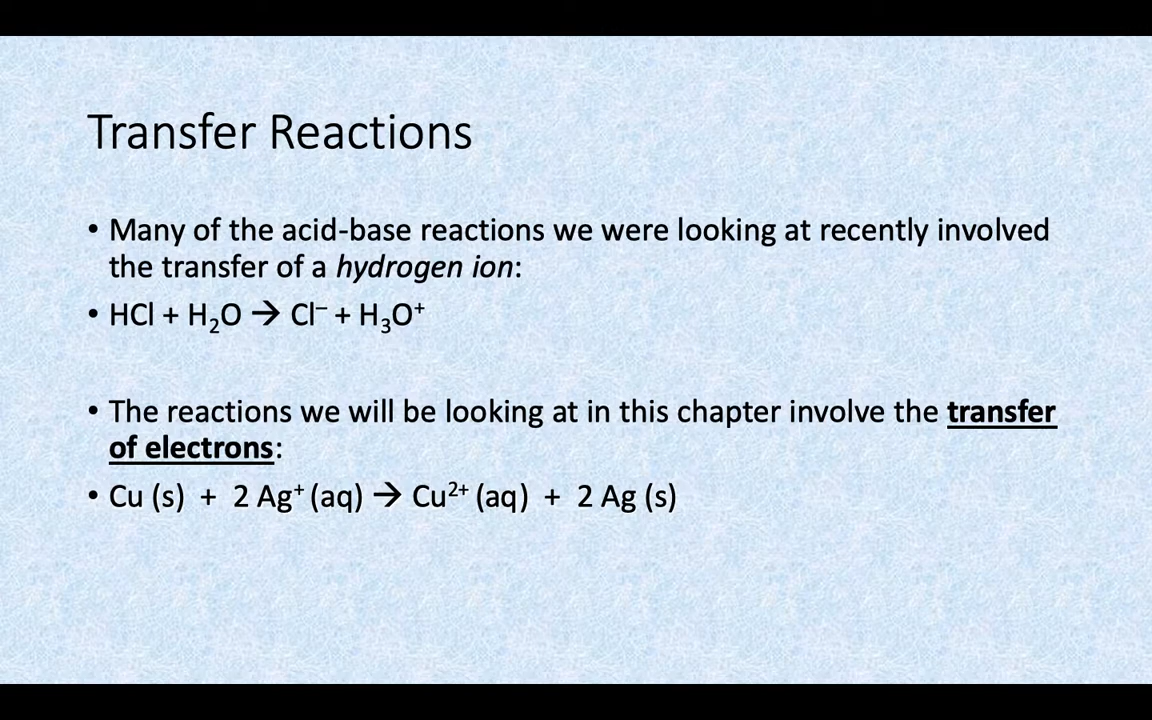 Transfer Reactions
• Many of the acid-base reactions we were looking at recently involved
the transfer of a hydrogen ion:
• HCl + H₂O → Cl⁻ + H₃O⁺
• The reactions we will be looking at in this chapter involve the transfer
of electrons:
• Cu (s) + 2 Ag⁺ (aq) → Cu²⁺ (aq) + 2 Ag (s)